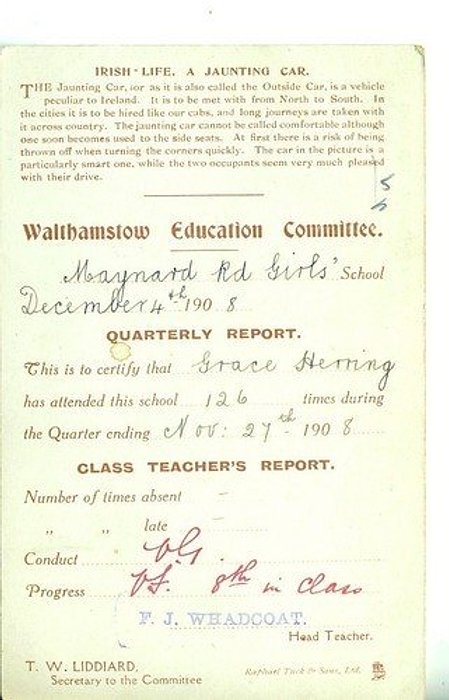 IRISH LIFE. A JAUNTING CAR.
THE Jaunting Car, (or as it is also called the Outside Car, is a vehicle
peculiar to Ireland. It is to be met with from North to South. In
the cities it is to be hired like our cabs, and long journeys are taken with
it across country. The jaunting car cannot be called comfortable although
one soon becomes used to the side seats. At first there is a risk of being
thrown off when turning the corners quickly. The car in the picture is a
particularly smart one, while the two occupants seem very much pleased
with their drive.
Walthamstow Education Committee.
Maynard Rd Girls' School
December 4th 1908
QUARTERLY REPORT.
This is to certify that Grace Herring
has attended this school 126 times during
the Quarter ending Nov: 27th 1908
CLASS TEACHER'S REPORT.
Number of times absent -
" " late -
Conduct V.G.
Progress 8th in class
F. J. WHADCOAT.
Head Teacher.
T. W. LIDDIARD,
Secretary to the Committee
Raphael Tuck & Sons, Ltd.